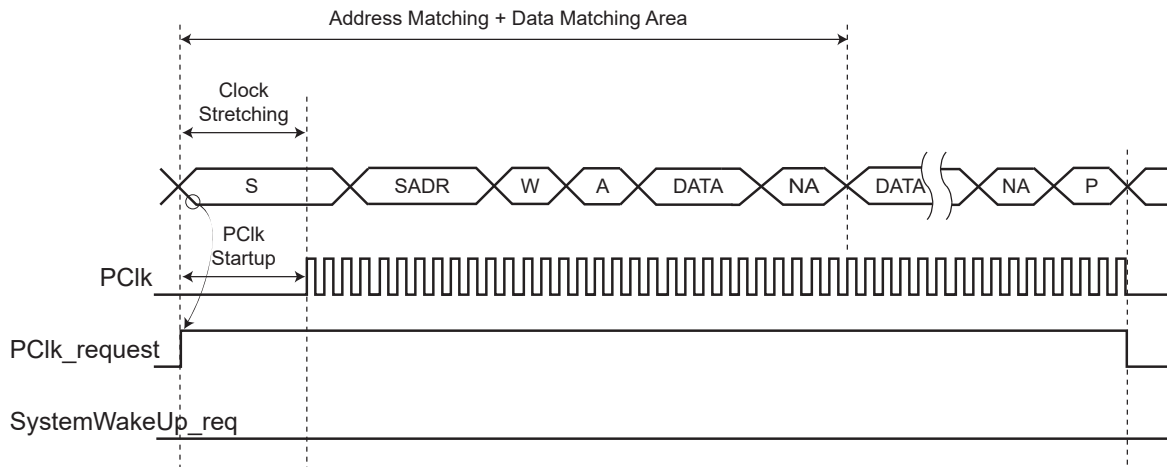 Address Matching + Data Matching Area
Clock
Stretching
S SADR W A DATA NA DATA NA P
PClk
Startup
PClk
PClk_request
SystemWakeUp_req